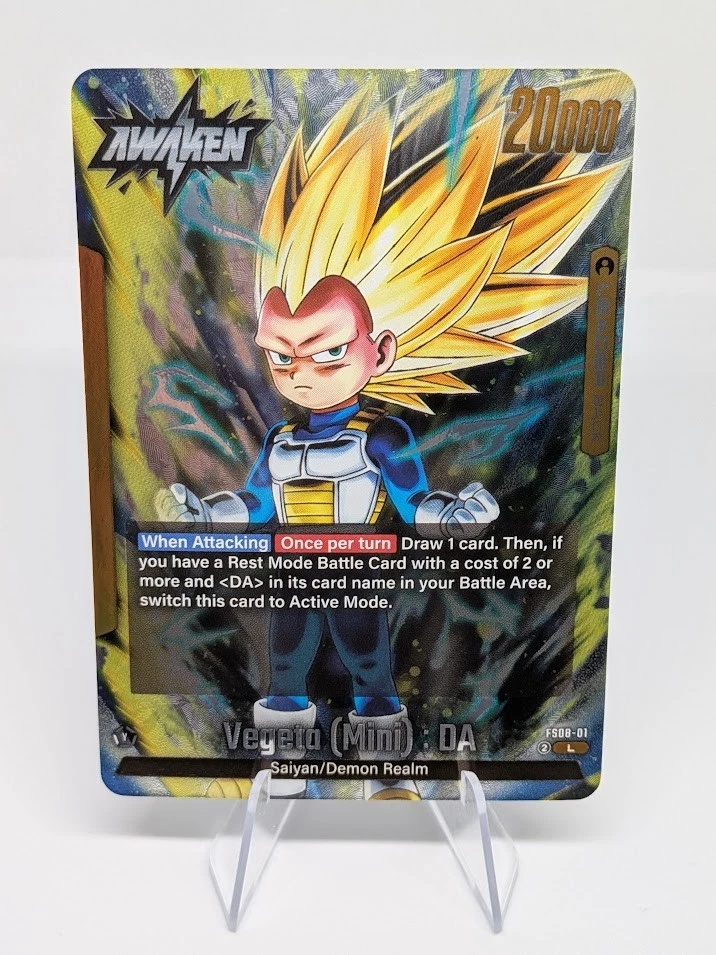 AWAKEN
20000
When Attacking Once per turn Draw 1 card. Then, if
you have a Rest Mode Battle Card with a cost of 2 or
more and <DA> in its card name in your Battle Area,
switch this card to Active Mode.
Vegeta (Mini) : DA
FS08-01
2 L
Saiyan/Demon Realm